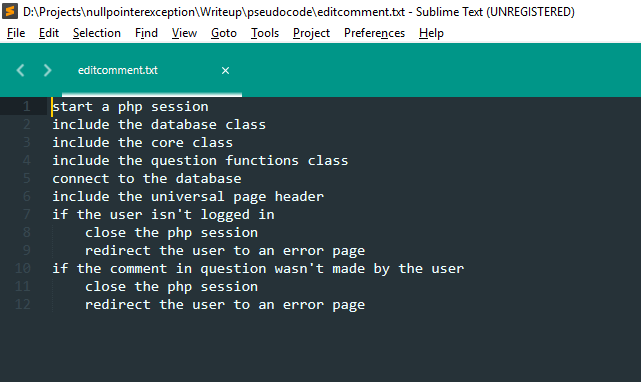 D:\Projects\nullpointerexception\Writeup\pseudocode\editcomment.txt - Sublime Text (UNREGISTERED)
File Edit Selection Find View Goto Tools Project Preferences Help
editcomment.txt
1 start a php session
2 include the database class
3 include the core class
4 include the question functions class
5 connect to the database
6 include the universal page header
7 if the user isn't logged in
8 close the php session
9 redirect the user to an error page
10 if the comment in question wasn't made by the user
11 close the php session
12 redirect the user to an error page